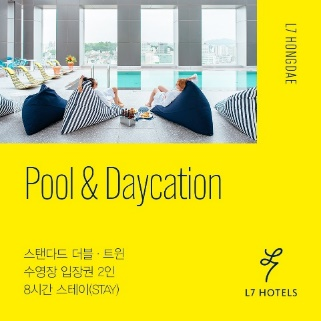 L7 HONGDAE
Pool & Daycation
스탠다드 더블 · 트윈
수영장 입장권 2인
8시간 스테이(STAY)
L7
L7 HOTELS